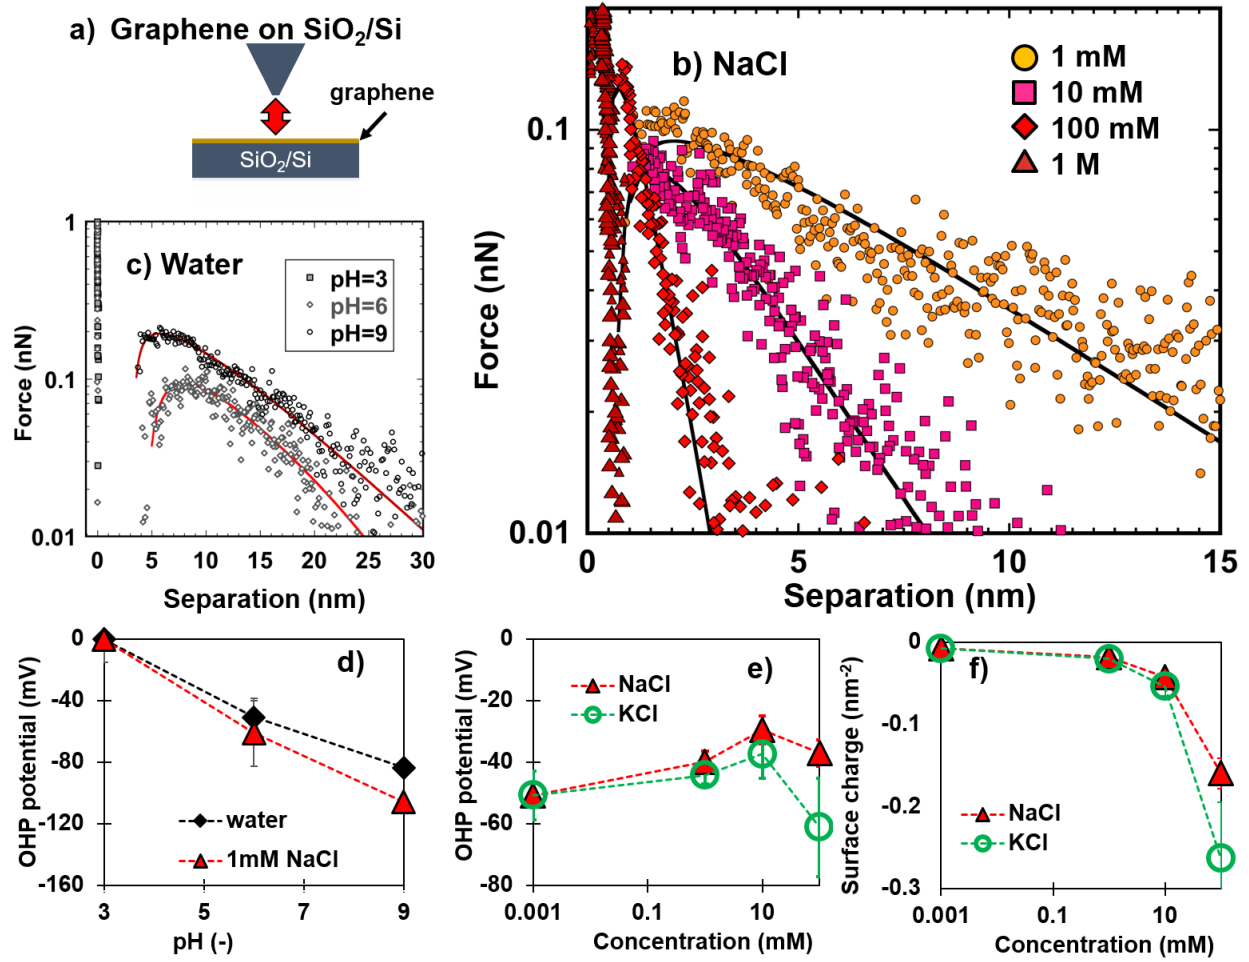 a) Graphene on SiO₂/Si
graphene
SiO₂/Si
b) NaCl
1 mM
10 mM
100 mM
1 M
0.1
0.01
Force (nN)
0
5
10
15
Separation (nm)
c) Water
pH=3
pH=6
pH=9
1
0.1
0.01
Force (nN)
0
5
10
15
20
25
30
Separation (nm)
d)
0
-40
-80
-120
-160
OHP potential (mV)
water
1mM NaCl
3
5
7
9
pH (-)
e)
0
-20
-40
-60
-80
OHP potential (mV)
NaCl
KCl
0.001
0.1
10
Concentration (mM)
f)
0
-0.1
-0.2
-0.3
Surface charge (nm⁻²)
NaCl
KCl
0.001
0.1
10
Concentration (mM)